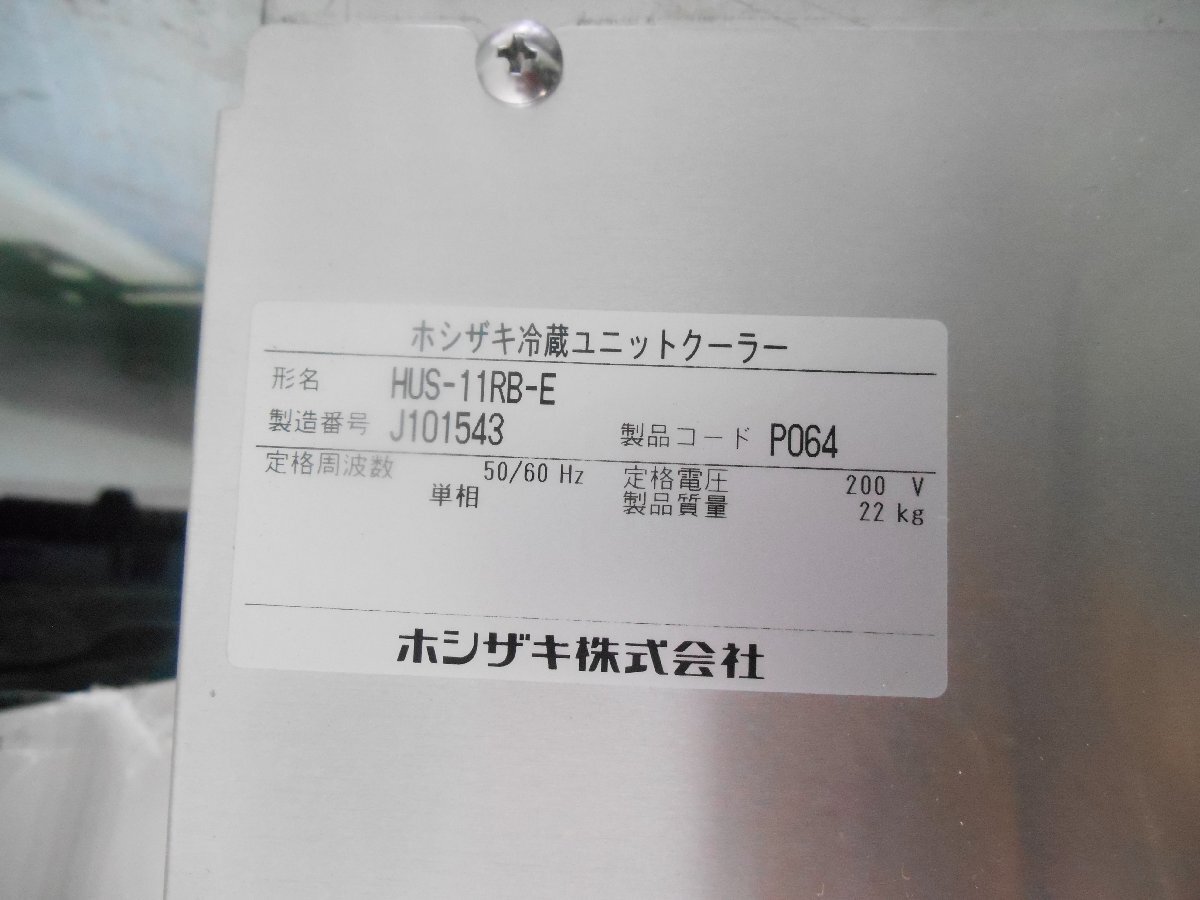 ホシザキ冷蔵ユニットクーラー
形名 HUS-11RB-E
製造番号 J101543 製品コード P064
定格周波数 50/60 Hz 定格電圧 200 V
単相 製品質量 22 kg
ホシザキ株式会社